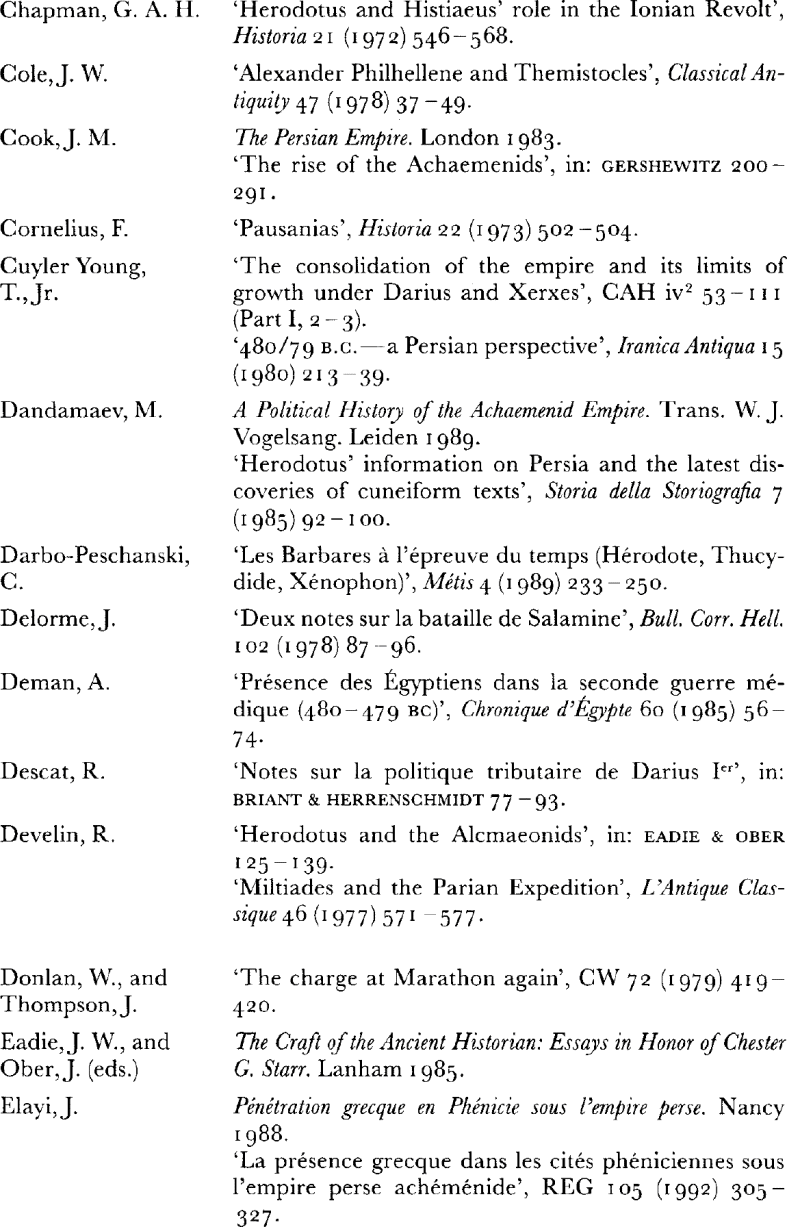 Chapman, G. A. H. ‘Herodotus and Histiaeus’ role in the Ionian Revolt’,
Historia 21 (1972) 546–568.
Cole, J. W. ‘Alexander Philhellene and Themistocles’, Classical An-
tiquity 47 (1978) 37–49.
Cook, J. M. The Persian Empire. London 1983.
‘The rise of the Achaemenids’, in: GERSHEWITZ 200–
291.
Cornelius, F. ‘Pausanias’, Historia 22 (1973) 502–504.
Cuyler Young, ‘The consolidation of the empire and its limits of
T., Jr. growth under Darius and Xerxes’, CAH iv² 53–111
(Part I, 2–3).
‘480/79 B.C.—a Persian perspective’, Iranica Antiqua 15
(1980) 213–39.
Dandamaev, M. A Political History of the Achaemenid Empire. Trans. W. J.
Vogelsang. Leiden 1989.
‘Herodotus’ information on Persia and the latest dis-
coveries of cuneiform texts’, Storia della Storiografia 7
(1985) 92–100.
Darbo-Peschanski, ‘Les Barbares à l’épreuve du temps (Hérodote, Thucy-
C. dide, Xénophon)’, Métis 4 (1989) 233–250.
Delorme, J. ‘Deux notes sur la bataille de Salamine’, Bull. Corr. Hell.
102 (1978) 87–96.
Deman, A. ‘Présence des Égyptiens dans la seconde guerre mé-
dique (480–479 BC)’, Chronique d’Égypte 60 (1985) 56–
74.
Descat, R. ‘Notes sur la politique tributaire de Darius Iᵉʳ’, in:
BRIANT & HERRENSCHMIDT 77–93.
Develin, R. ‘Herodotus and the Alcmaeonids’, in: EADIE & OBER
125–139.
‘Miltiades and the Parian Expedition’, L’Antique Clas-
sique 46 (1977) 571–577.
Donlan, W., and ‘The charge at Marathon again’, CW 72 (1979) 419–
Thompson, J. 420.
Eadie, J. W., and The Craft of the Ancient Historian: Essays in Honor of Chester
Ober, J. (eds.) G. Starr. Lanham 1985.
Elayi, J. Pénétration grecque en Phénicie sous l’empire perse. Nancy
1988.
‘La présence grecque dans les cités phéniciennes sous
l’empire perse achéménide’, REG 105 (1992) 305–
327.